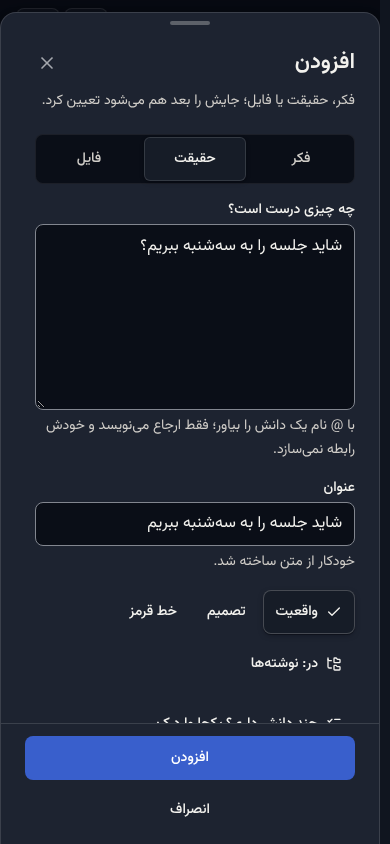 افزودن
فکر، حقیقت یا فایل؛ جایش را بعد هم می‌شود تعیین کرد.
فکر
حقیقت
فایل
چه چیزی درست است؟
شاید جلسه را به سه‌شنبه ببریم؟
با @ نام یک دانش را بیاور؛ فقط ارجاع می‌نویسد و خودش
رابطه نمی‌سازد.
عنوان
شاید جلسه را به سه‌شنبه ببریم
خودکار از متن ساخته شد.
واقعیت
تصمیم
خط قرمز
در: نوشته‌ها
افزودن
انصراف